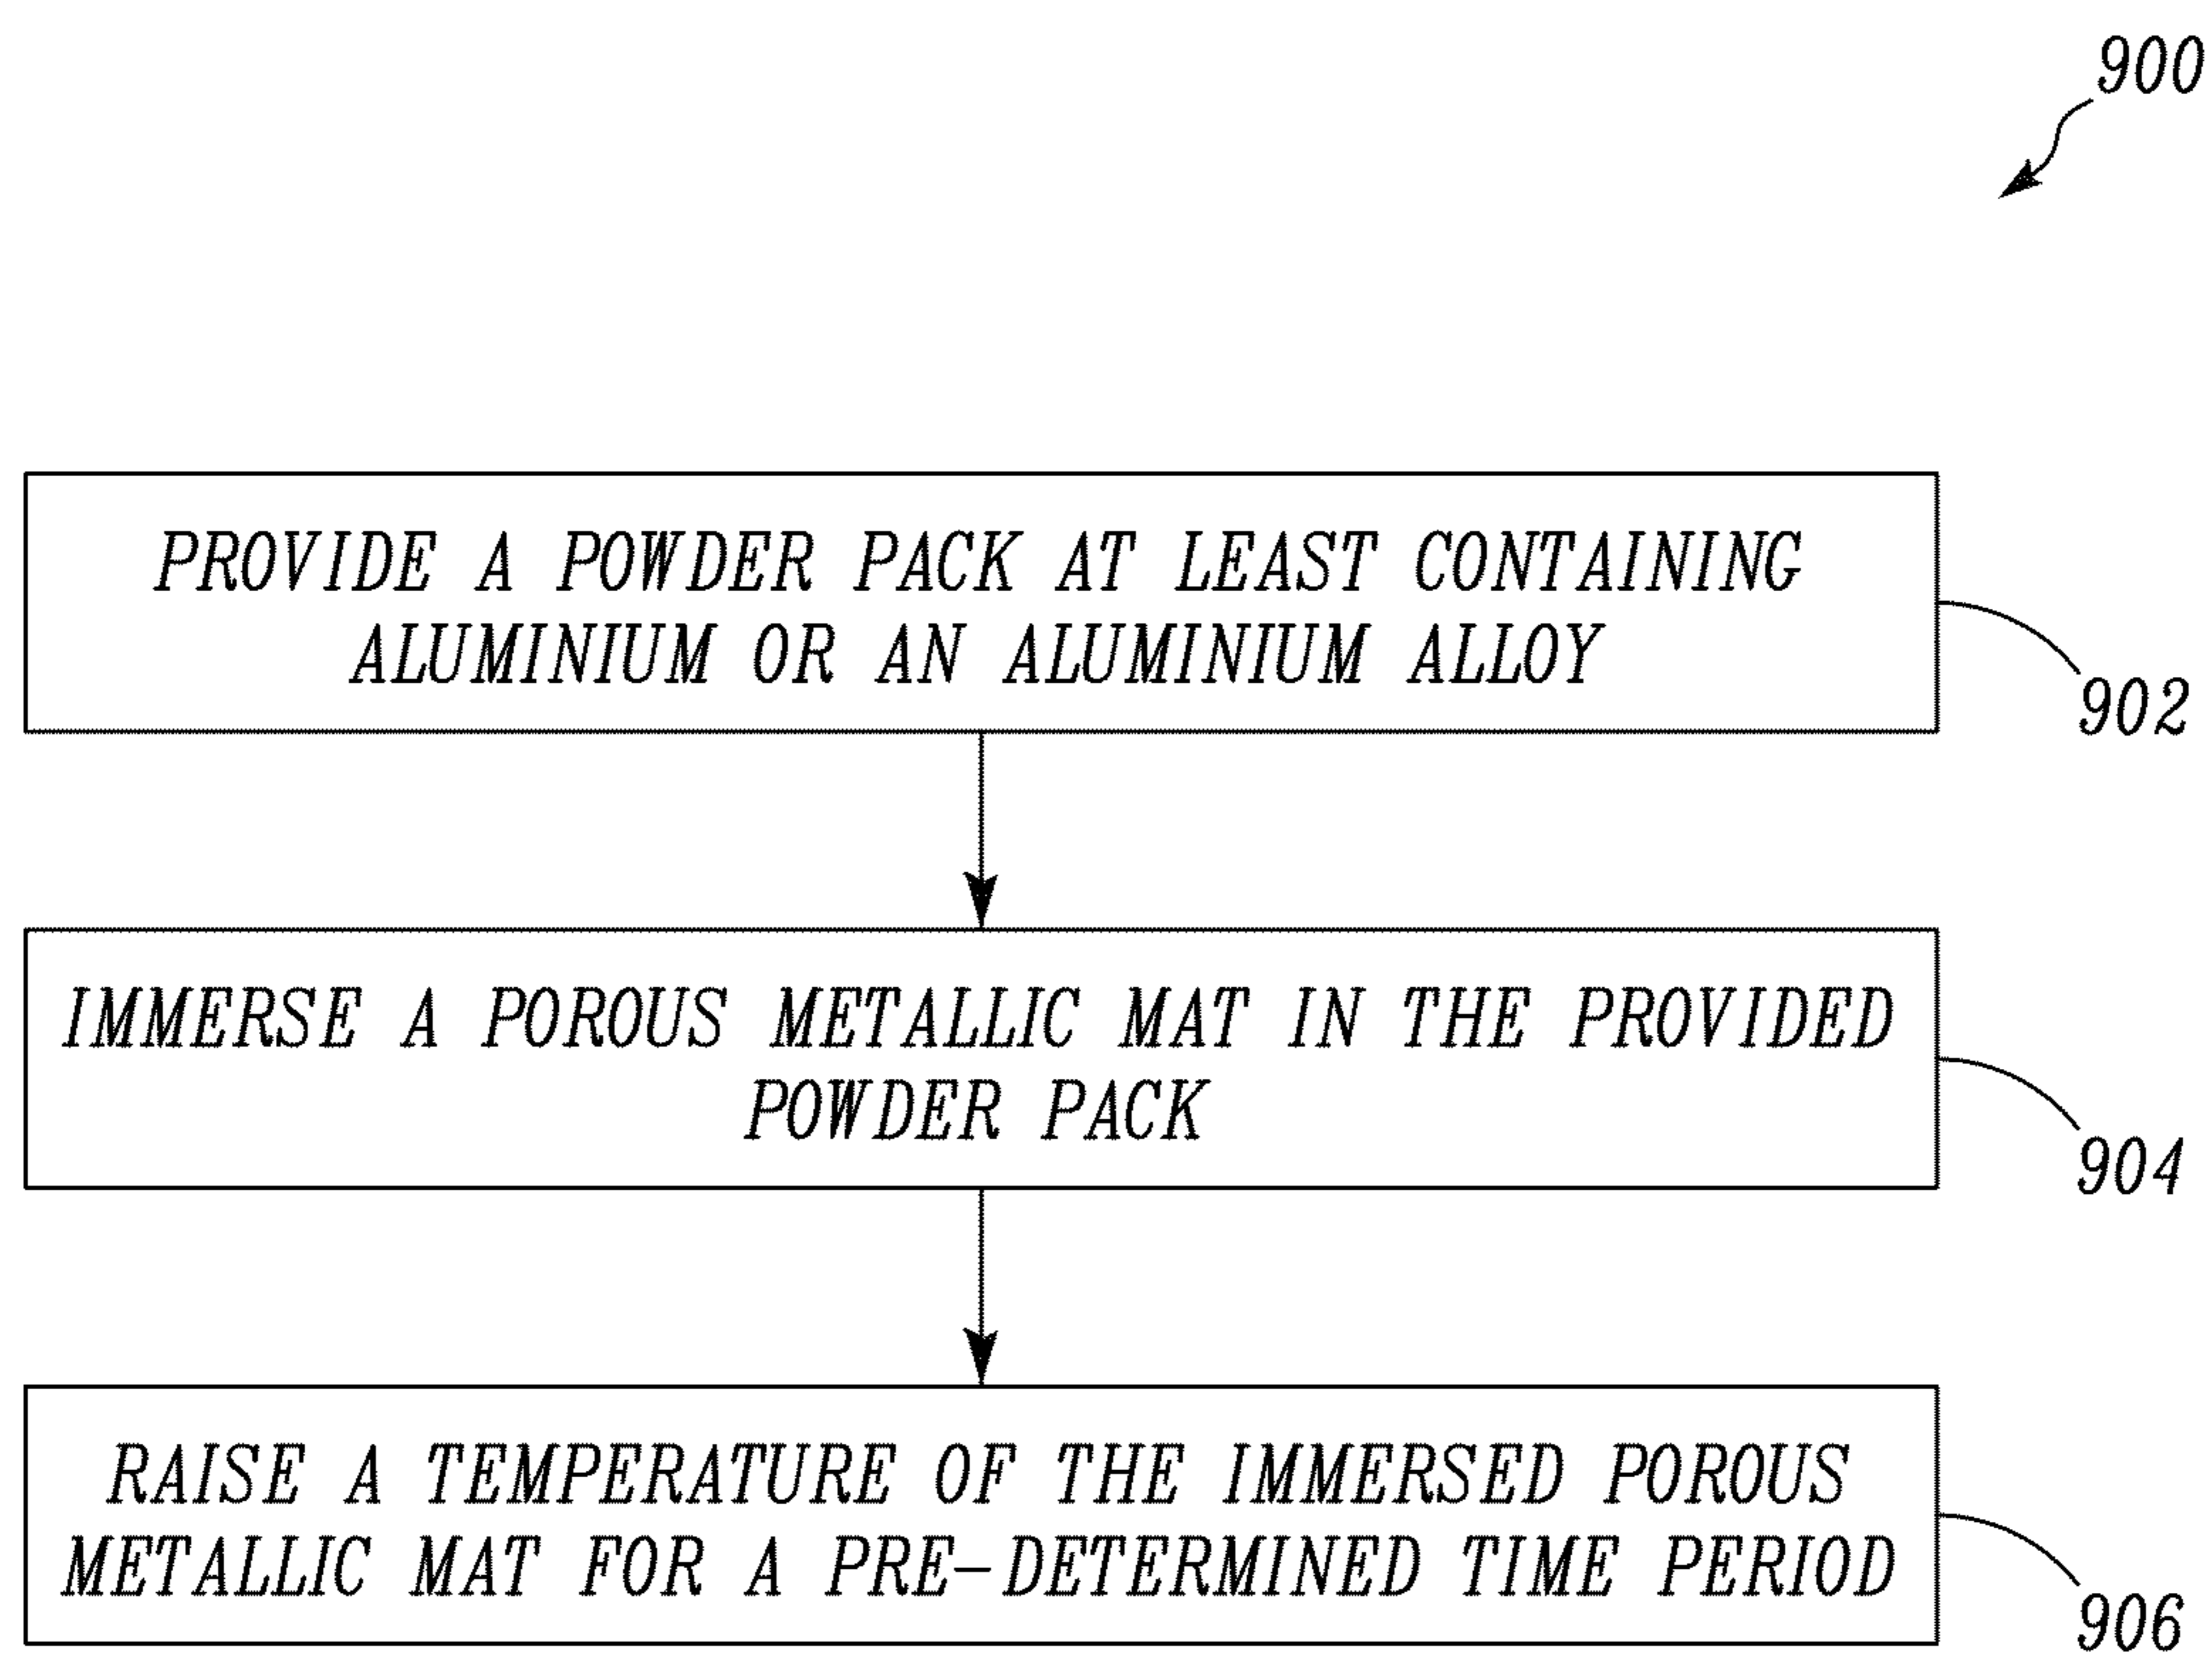 900
PROVIDE A POWDER PACK AT LEAST CONTAINING
ALUMINIUM OR AN ALUMINIUM ALLOY
902
IMMERSE A POROUS METALLIC MAT IN THE PROVIDED
POWDER PACK
904
RAISE A TEMPERATURE OF THE IMMERSED POROUS
METALLIC MAT FOR A PRE-DETERMINED TIME PERIOD
906